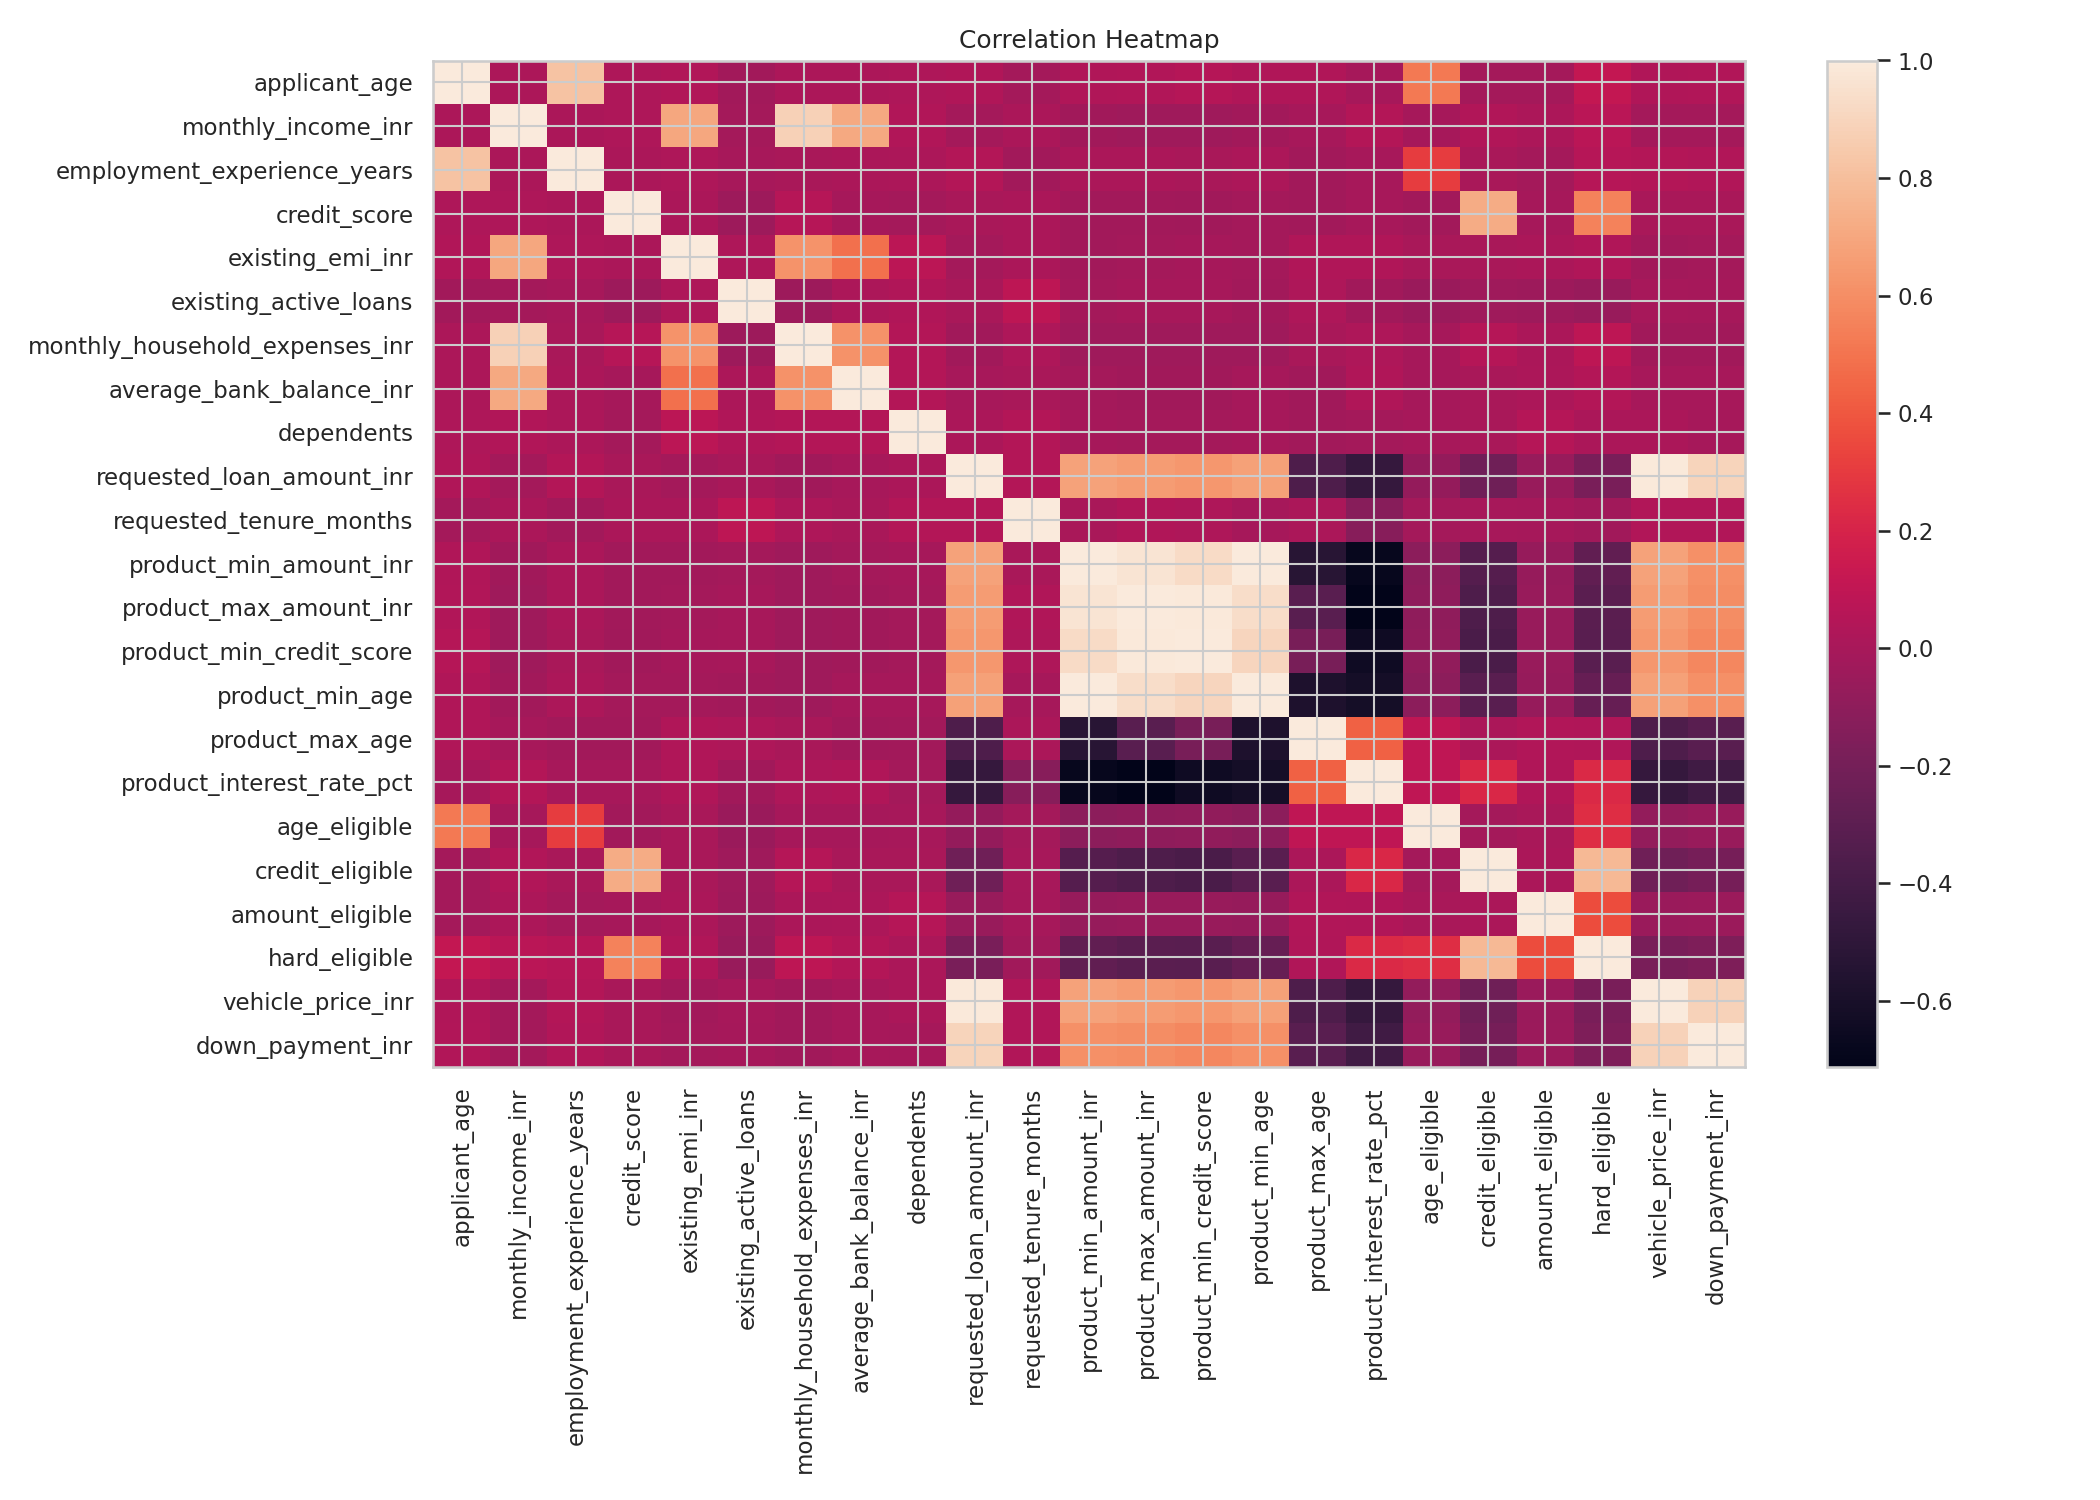 Correlation Heatmap
applicant_age
monthly_income_inr
employment_experience_years
credit_score
existing_emi_inr
existing_active_loans
monthly_household_expenses_inr
average_bank_balance_inr
dependents
requested_loan_amount_inr
requested_tenure_months
product_min_amount_inr
product_max_amount_inr
product_min_credit_score
product_min_age
product_max_age
product_interest_rate_pct
age_eligible
credit_eligible
amount_eligible
hard_eligible
vehicle_price_inr
down_payment_inr
applicant_age
monthly_income_inr
employment_experience_years
credit_score
existing_emi_inr
existing_active_loans
monthly_household_expenses_inr
average_bank_balance_inr
dependents
requested_loan_amount_inr
requested_tenure_months
product_min_amount_inr
product_max_amount_inr
product_min_credit_score
product_min_age
product_max_age
product_interest_rate_pct
age_eligible
credit_eligible
amount_eligible
hard_eligible
vehicle_price_inr
down_payment_inr
1.0
0.8
0.6
0.4
0.2
0.0
−0.2
−0.4
−0.6